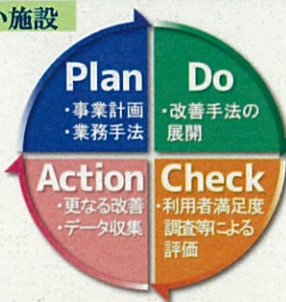 い施設
Plan
・事業計画
・業務手法
Do
・改善手法の
展開
Action
・更なる改善
・データ収集
Check
・利用者満足度
調査等による
評価